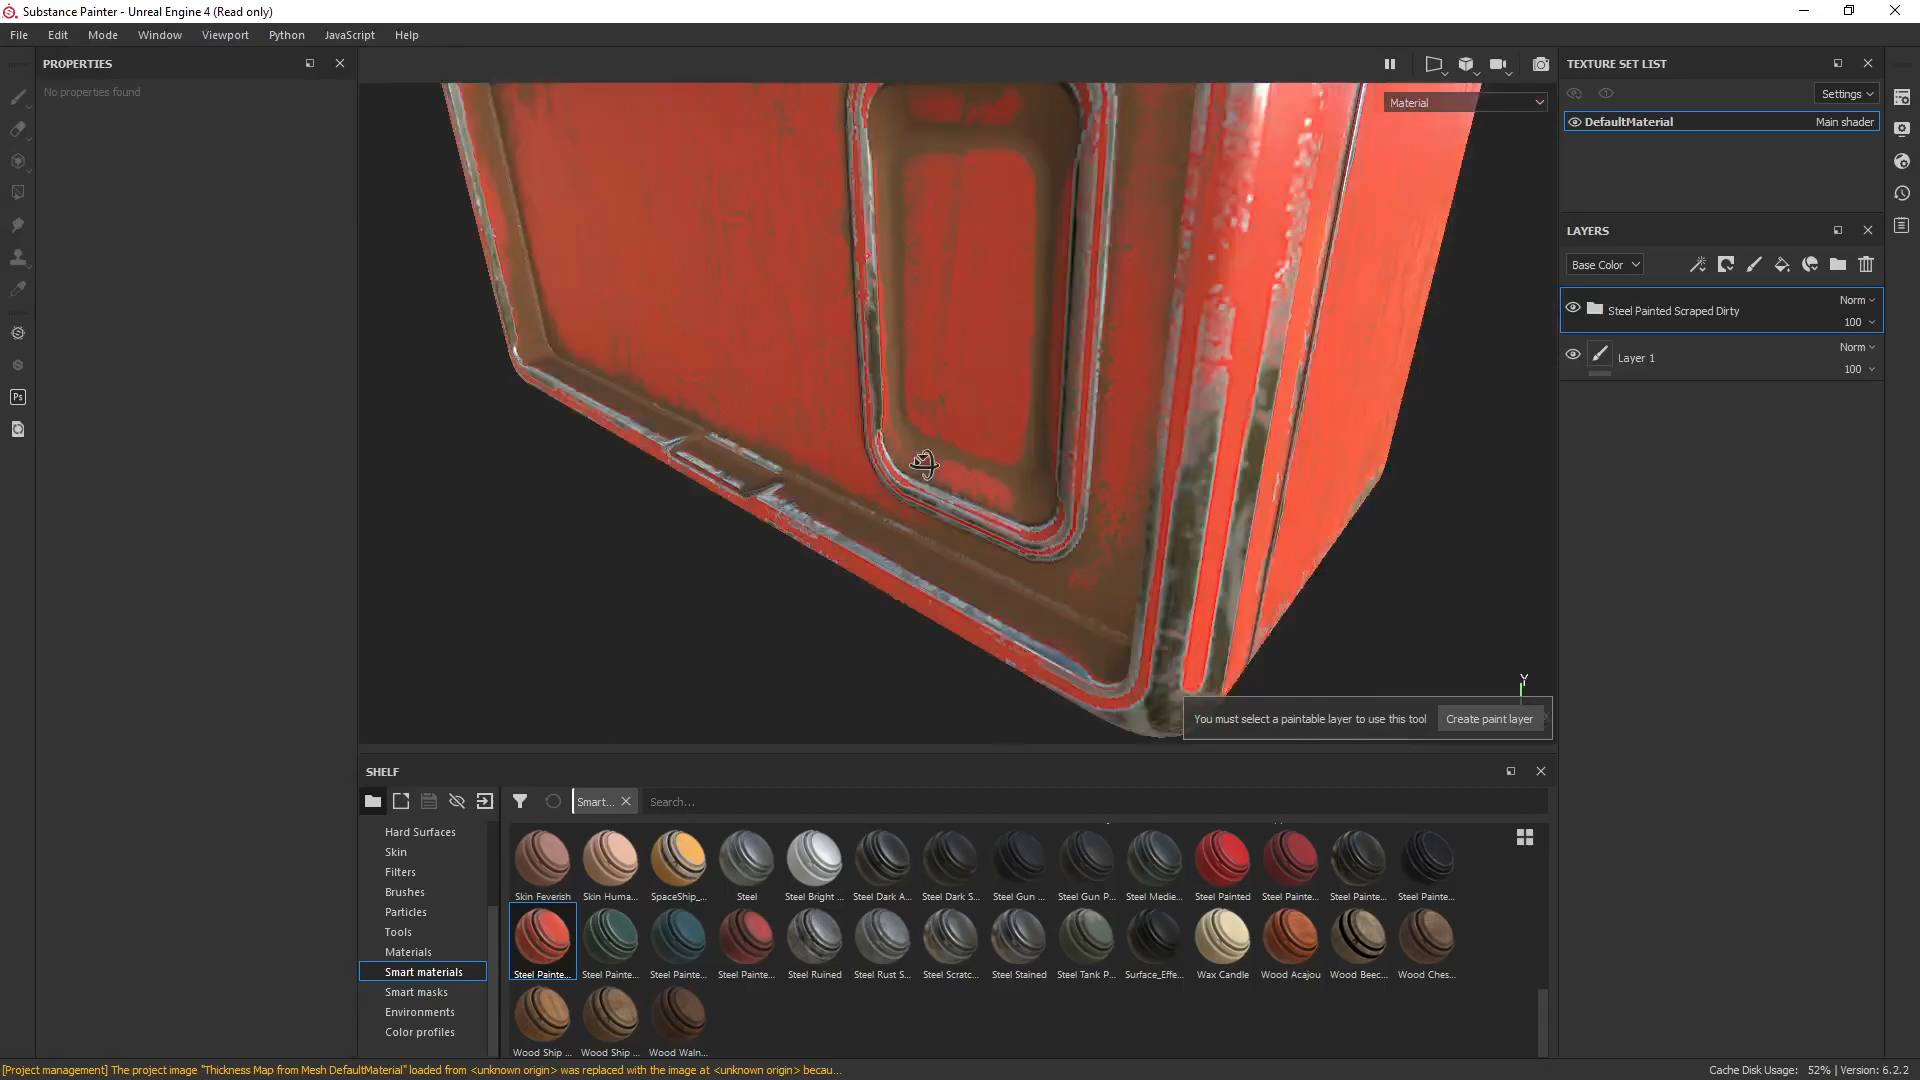 Substance Painter - Unreal Engine 4 (Read only)
File Edit Mode Window Viewport Python JavaScript Help
PROPERTIES
No properties found
Material
TEXTURE SET LIST
Settings
DefaultMaterial Main shader
LAYERS
Base Color
Norm
Steel Painted Scraped Dirty
100
Norm
Layer 1
100
Ps
Y
You must select a paintable layer to use this tool Create paint layer
SHELF
Smart... Search...
Hard Surfaces
Skin
Filters
Brushes
Particles
Tools
Materials
Smart materials
Smart masks
Environments
Color profiles
Skin Feverish Skin Huma... SpaceShip_... Steel Steel Bright ... Steel Dark A... Steel Dark S... Steel Gun ... Steel Gun P... Steel Medie... Steel Painted Steel Painte... Steel Painte... Steel Painte...
Steel Painte... Steel Painte... Steel Painte... Steel Painte... Steel Ruined Steel Rust S... Steel Scratc... Steel Stained Steel Tank P... Surface_Effe... Wax Candle Wood Acajou Wood Beec... Wood Ches...
Wood Ship ... Wood Ship ... Wood Waln...
[Project management] The project image "Thickness Map from Mesh DefaultMaterial" loaded from <unknown origin> was replaced with the image at <unknown origin> becau...
Cache Disk Usage: 52% | Version: 6.2.2